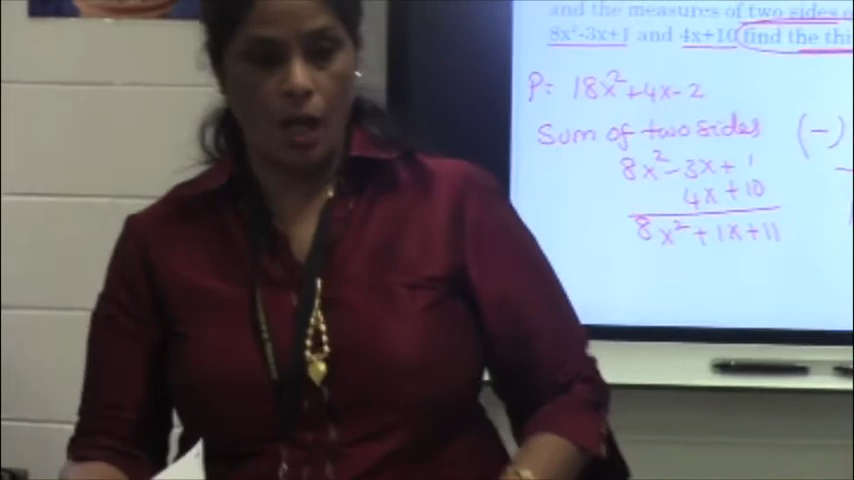 and the measures of two sides
8x²-3x+1 and 4x+10 find the
P= 18x²+4x-2
Sum of two sides (-)
8x²-3x+1
4x+10
8x²+1x+11